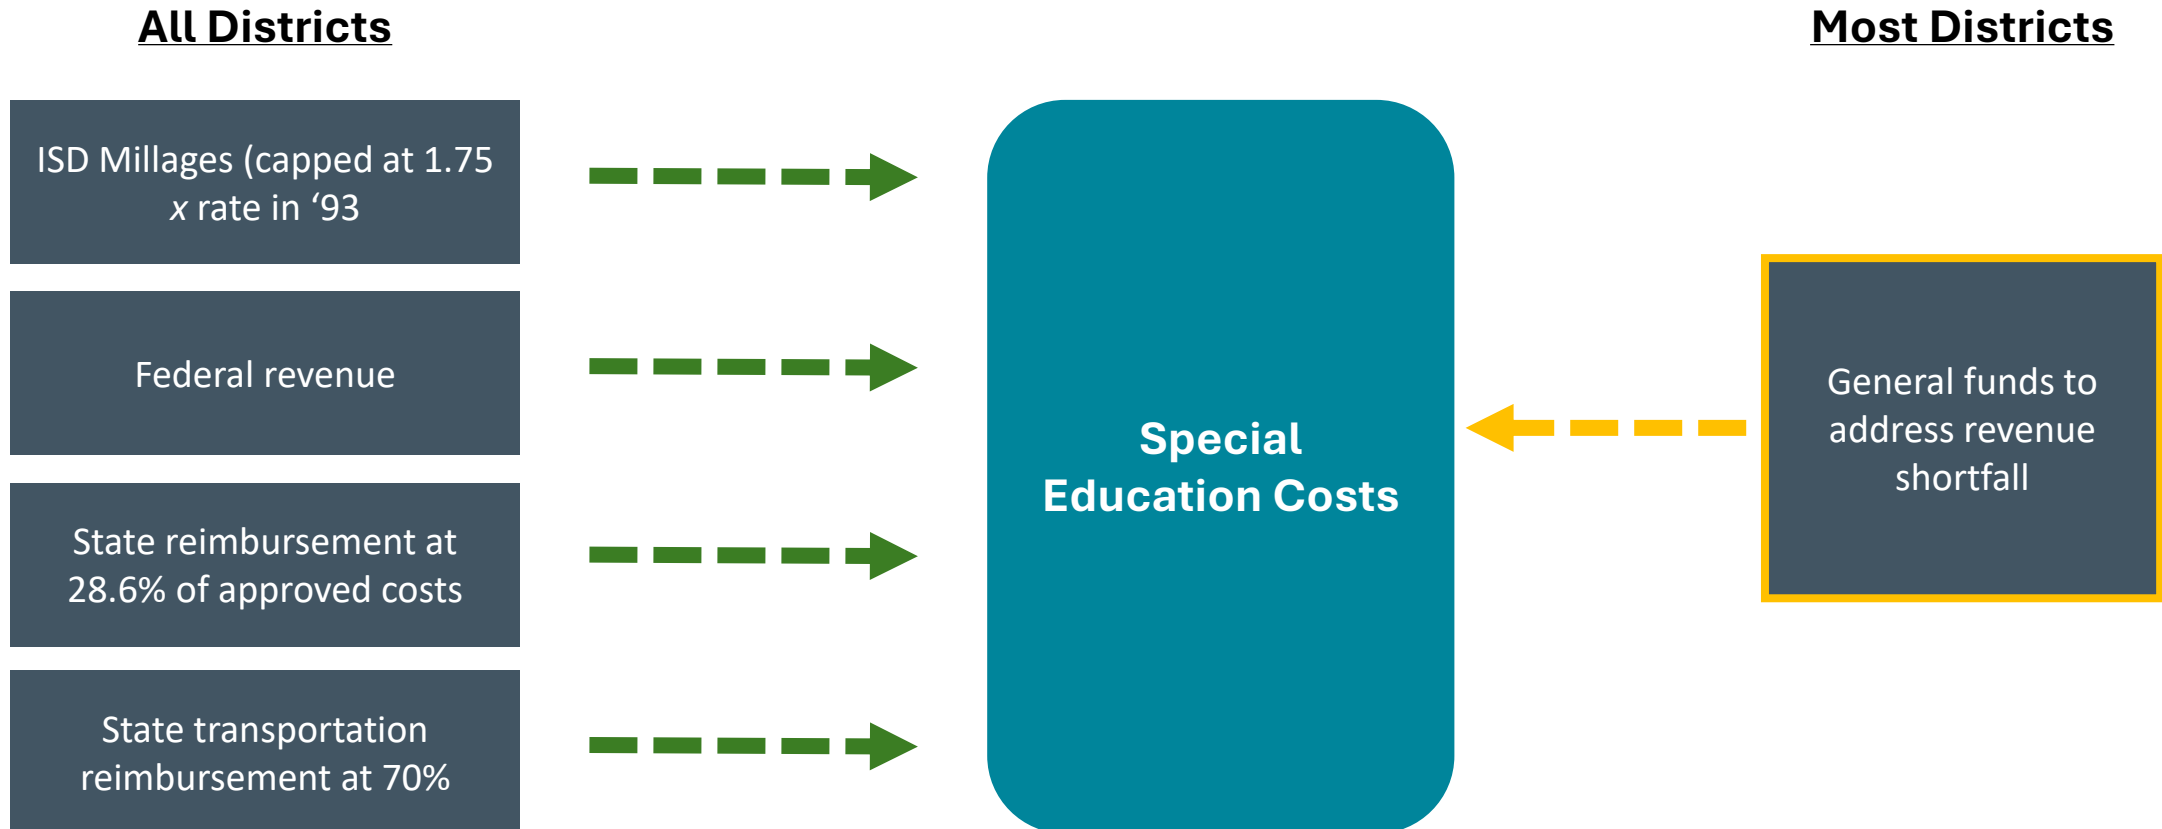 All Districts
Most Districts
ISD Millages (capped at 1.75
x rate in ‘93
Federal revenue
State reimbursement at
28.6% of approved costs
State transportation
reimbursement at 70%
Special
Education Costs
General funds to
address revenue
shortfall